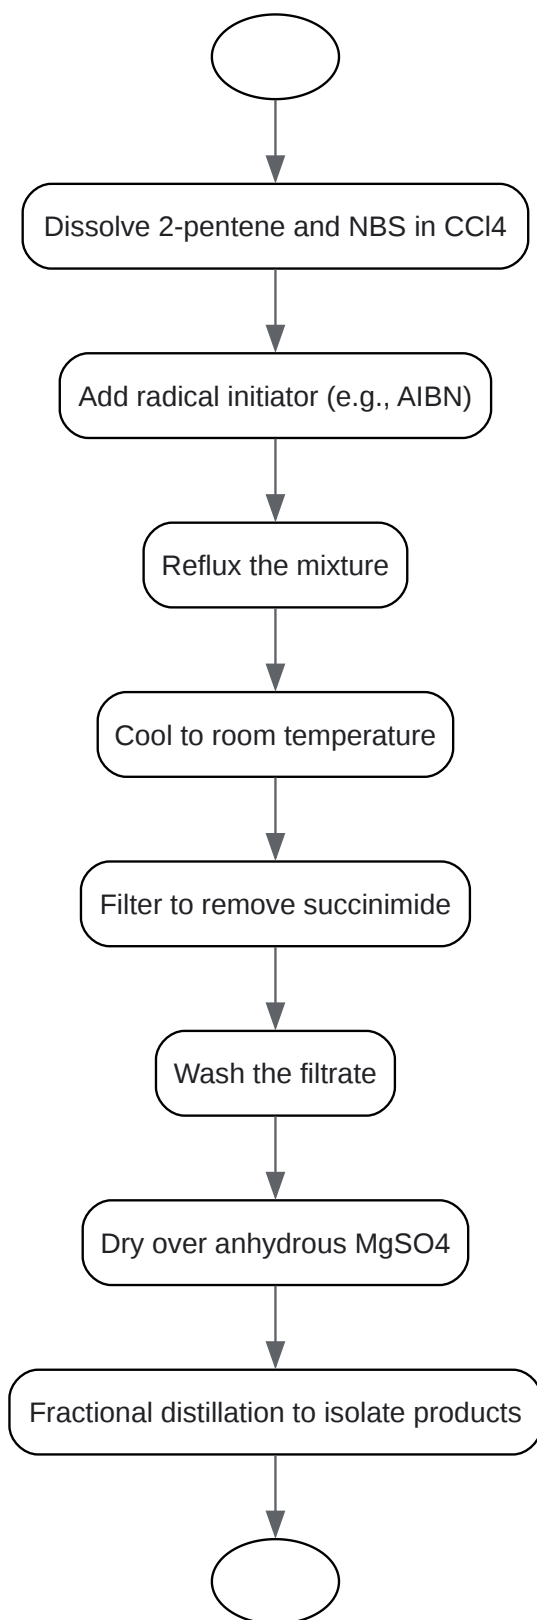 Dissolve 2-pentene and NBS in CCl4
Add radical initiator (e.g., AIBN)
Reflux the mixture
Cool to room temperature
Filter to remove succinimide
Wash the filtrate
Dry over anhydrous MgSO4
Fractional distillation to isolate products